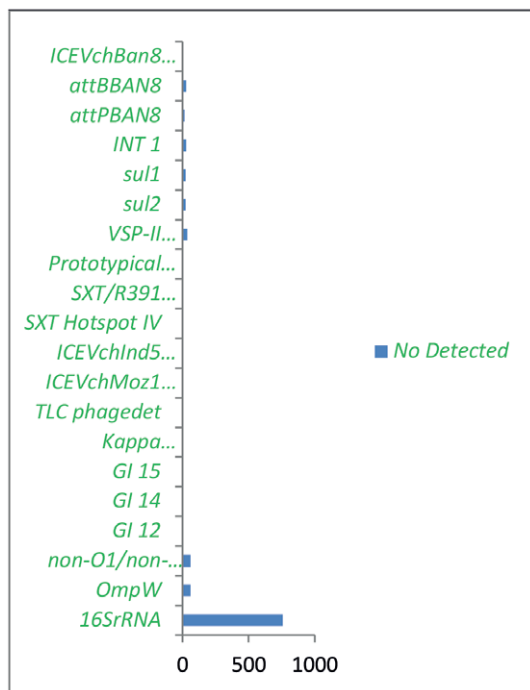 ICEVchBan8...
attBBAN8
attPBAN8
INT 1
sul1
sul2
VSP-II...
Prototypical...
SXT/R391...
SXT Hotspot IV
ICEVchInd5...
ICEVchMoz1...
TLC phagedet
Kappa...
GI 15
GI 14
GI 12
non-O1/non-...
OmpW
16SrRNA
No Detected
0 500 1000